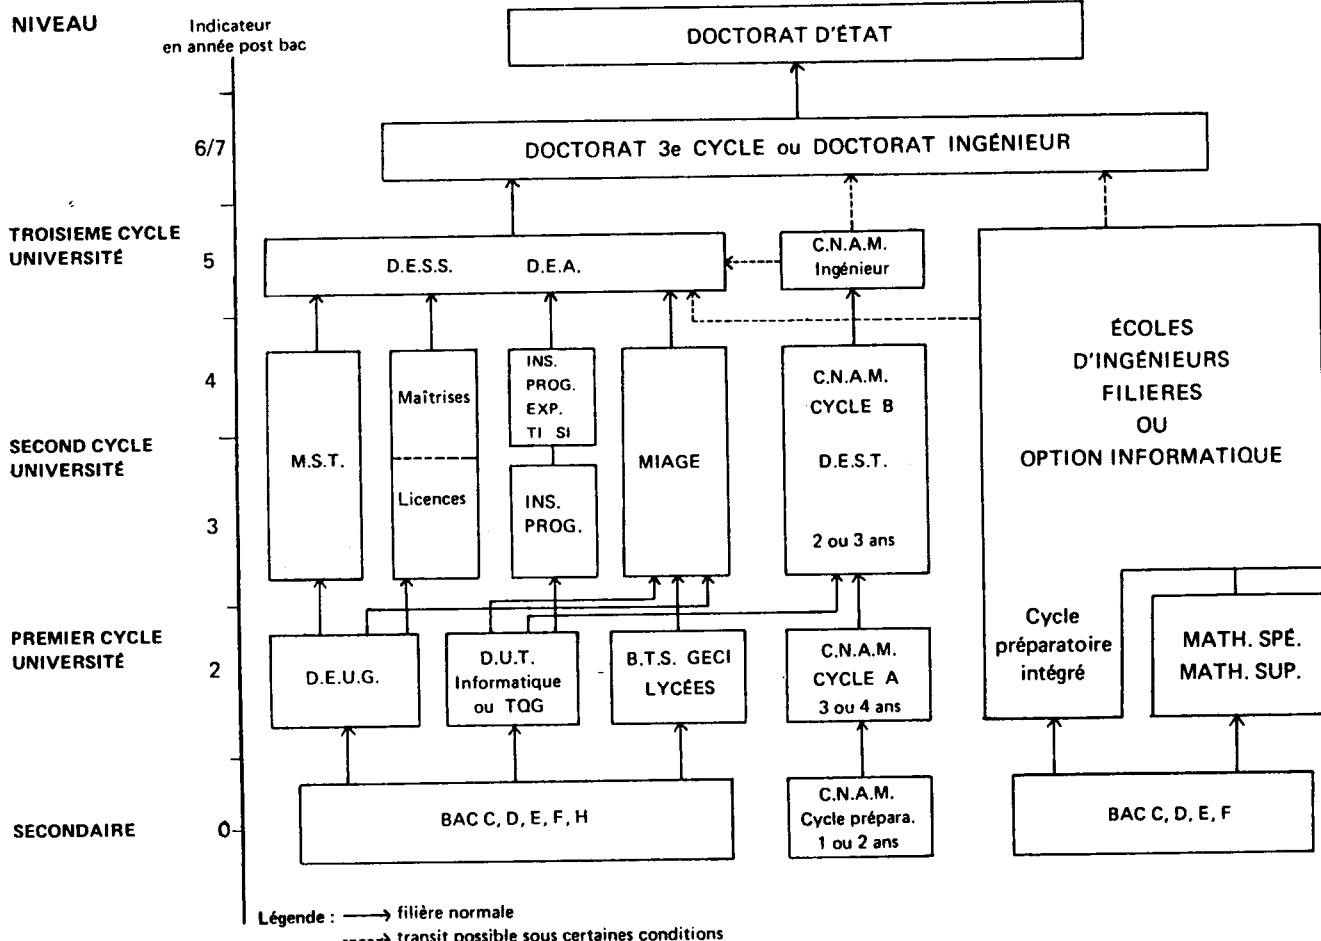 NIVEAU
Indicateur
en année post bac
DOCTORAT D'ÉTAT
6/7
DOCTORAT 3e CYCLE ou DOCTORAT INGÉNIEUR
TROISIEME CYCLE
UNIVERSITÉ
5
D.E.S.S. D.E.A.
C.N.A.M.
Ingénieur
ÉCOLES
D'INGÉNIEURS
FILIERES
OU
OPTION INFORMATIQUE
4
SECOND CYCLE
UNIVERSITÉ
3
M.S.T.
Maîtrises
Licences
INS.
PROG.
EXP.
TI SI
INS.
PROG.
MIAGE
C.N.A.M.
CYCLE B
D.E.S.T.
2 ou 3 ans
PREMIER CYCLE
UNIVERSITÉ
2
D.E.U.G.
D.U.T.
Informatique
ou TQG
B.T.S. GECI
LYCÉES
C.N.A.M.
CYCLE A
3 ou 4 ans
Cycle
préparatoire
intégré
MATH. SPÉ.
MATH. SUP.
SECONDAIRE
0
BAC C, D, E, F, H
C.N.A.M.
Cycle prépara.
1 ou 2 ans
BAC C, D, E, F
Légende : filière normale
transit possible sous certaines conditions